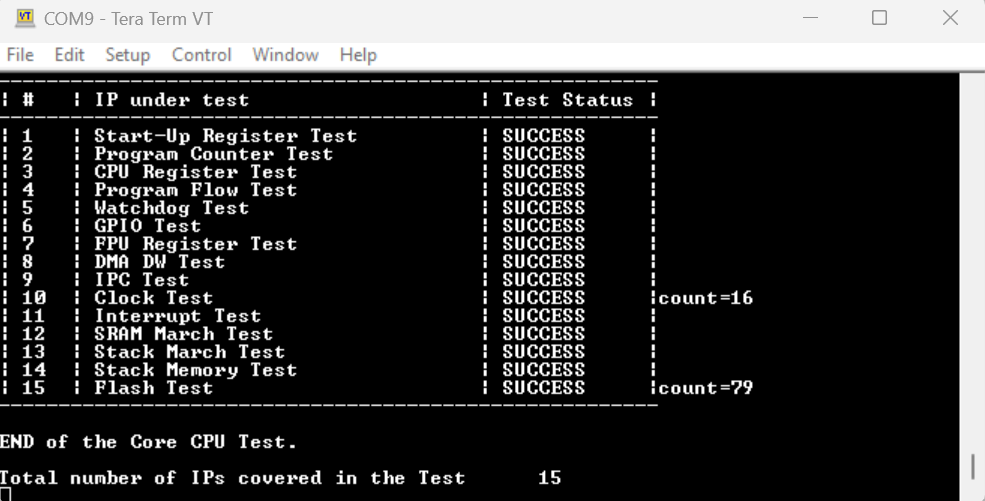 VT COM9 - Tera Term VT
File Edit Setup Control Window Help
---------------------------------------------------------
¦ # ¦ IP under test ¦ Test Status ¦
---------------------------------------------------------
¦ 1 ¦ Start-Up Register Test ¦ SUCCESS ¦
¦ 2 ¦ Program Counter Test ¦ SUCCESS ¦
¦ 3 ¦ CPU Register Test ¦ SUCCESS ¦
¦ 4 ¦ Program Flow Test ¦ SUCCESS ¦
¦ 5 ¦ Watchdog Test ¦ SUCCESS ¦
¦ 6 ¦ GPIO Test ¦ SUCCESS ¦
¦ 7 ¦ FPU Register Test ¦ SUCCESS ¦
¦ 8 ¦ DMA DW Test ¦ SUCCESS ¦
¦ 9 ¦ IPC Test ¦ SUCCESS ¦
¦ 10 ¦ Clock Test ¦ SUCCESS ¦count=16
¦ 11 ¦ Interrupt Test ¦ SUCCESS ¦
¦ 12 ¦ SRAM March Test ¦ SUCCESS ¦
¦ 13 ¦ Stack March Test ¦ SUCCESS ¦
¦ 14 ¦ Stack Memory Test ¦ SUCCESS ¦
¦ 15 ¦ Flash Test ¦ SUCCESS ¦count=79
---------------------------------------------------------
END of the Core CPU Test.
Total number of IPs covered in the Test 15